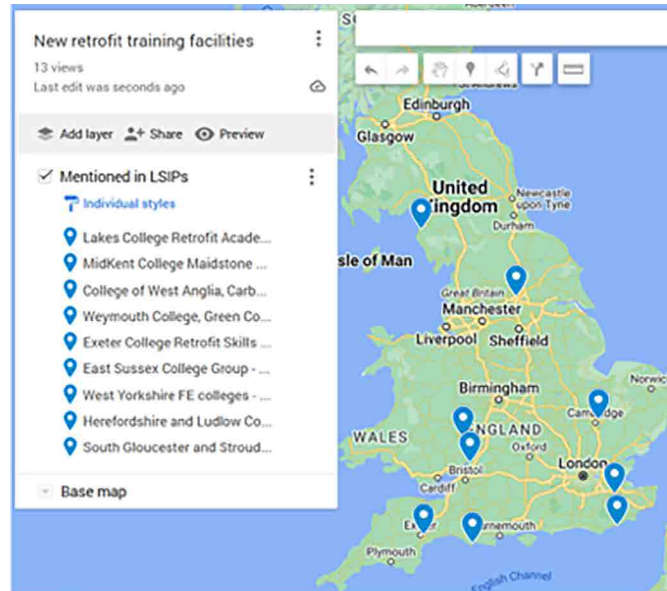 New retrofit training facilities
13 views
Last edit was seconds ago
Add layer Share Preview
Mentioned in LSIPs
Individual styles
Lakes College Retrofit Acade...
MidKent College Maidstone ...
College of West Anglia, Carb...
Weymouth College, Green Co...
Exeter College Retrofit Skills ...
East Sussex College Group - ...
West Yorkshire FE colleges - ...
Herefordshire and Ludlow Co...
South Gloucester and Stroud...
Base map
Edinburgh
Glasgow
United
Kingdom
Newcastle
upon Tyne
Durham
sle of Man
Great Britain
Manchester
Liverpool Sheffield
Birmingham
Norwic
Cambridge
WALES
ENGLAND
Oxford
London
Bristol
Cardiff
Exeter
urnemouth
Plymouth
English Channel